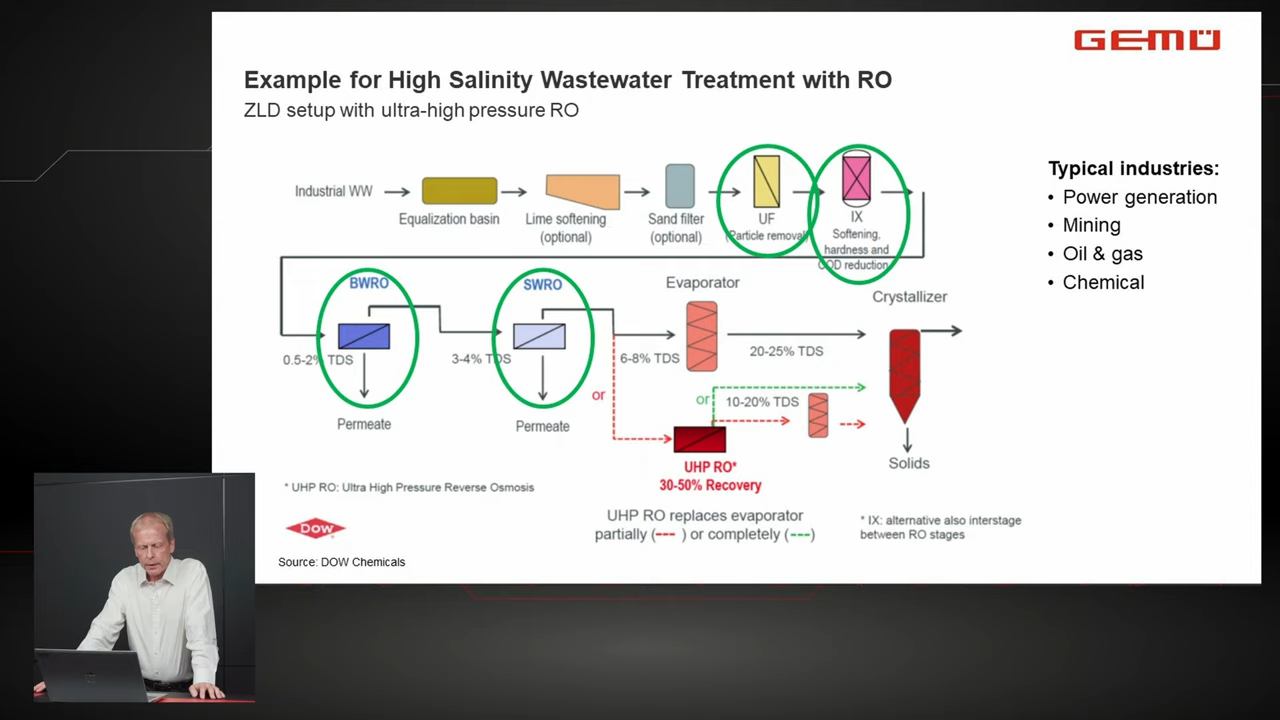 GEMÜ
Example for High Salinity Wastewater Treatment with RO
ZLD setup with ultra-high pressure RO
Typical industries:
• Power generation
• Mining
• Oil & gas
• Chemical
Industrial WW
Equalization basin
Lime softening
(optional)
Sand filter
(optional)
UF
(Particle removal)
IX
Softening,
hardness and
COD reduction
BWRO
SWRO
Evaporator
Crystallizer
0.5-2% TDS
3-4% TDS
6-8% TDS
20-25% TDS
or
or
10-20% TDS
Permeate
Permeate
Solids
UHP RO*
30-50% Recovery
* UHP RO: Ultra High Pressure Reverse Osmosis
UHP RO replaces evaporator
partially (--- ) or completely (---)
* IX: alternative also interstage
between RO stages
Dow
Source: DOW Chemicals